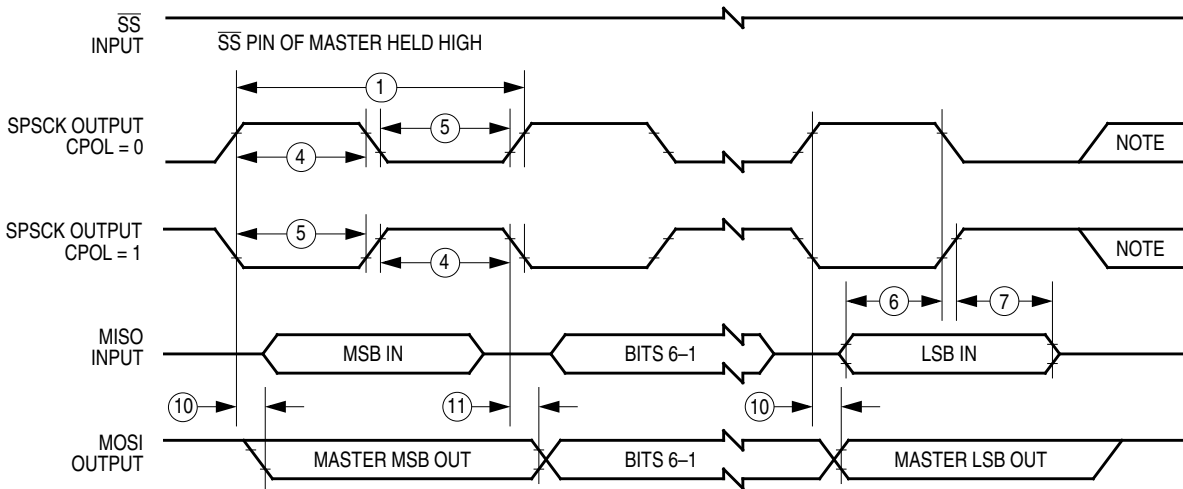 SS
INPUT
SS PIN OF MASTER HELD HIGH
1
SPSCK OUTPUT
CPOL = 0
5
4
NOTE
SPSCK OUTPUT
CPOL = 1
5
4
NOTE
6
7
MISO
INPUT
MSB IN
BITS 6–1
LSB IN
10
11
10
MOSI
OUTPUT
MASTER MSB OUT
BITS 6–1
MASTER LSB OUT